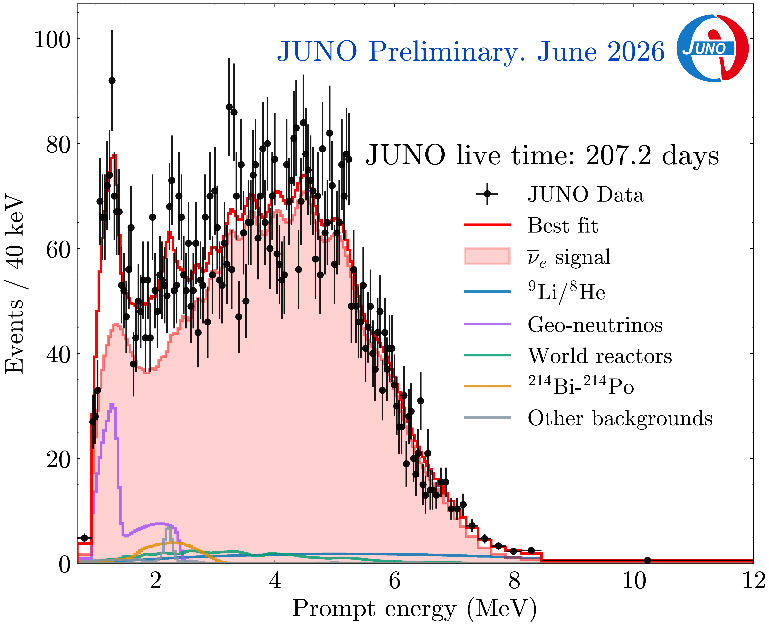 JUNO Preliminary. June 2026
JUNO
JUNO live time: 207.2 days
JUNO Data
Best fit
ν̅ₑ signal
⁹Li/⁸He
Geo-neutrinos
World reactors
²¹⁴Bi-²¹⁴Po
Other backgrounds
Events / 40 keV
100
80
60
40
20
0
2
4
6
8
10
12
Prompt energy (MeV)